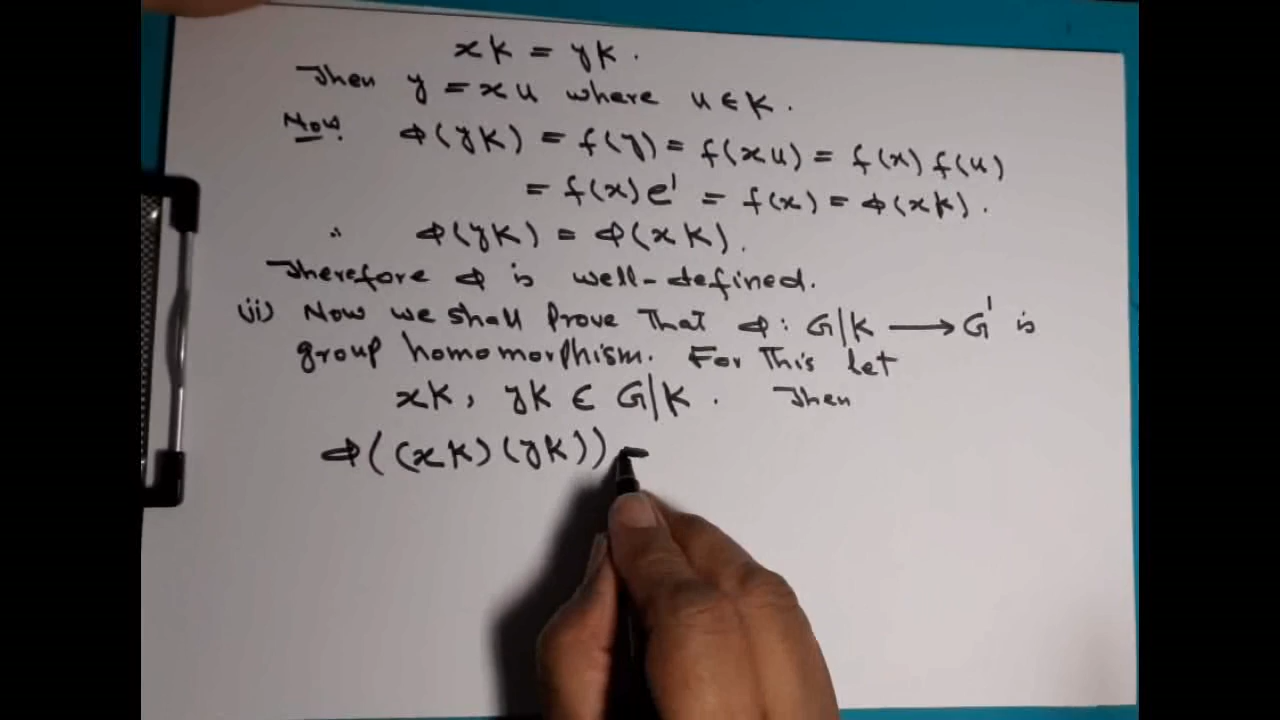 xK = yK.
Then y = xu where u ∈ K.
Now. Φ(yK) = f(y) = f(xu) = f(x) f(u)
= f(x)e' = f(x) = Φ(xK).
∴ Φ(yK) = Φ(xK).
Therefore Φ is well-defined.
ii) Now we shall Prove That Φ: G/K ⟶ G' is
group homomorphism. For This let
xK, yK ∈ G/K. Then
Φ((xK)(yK)) =